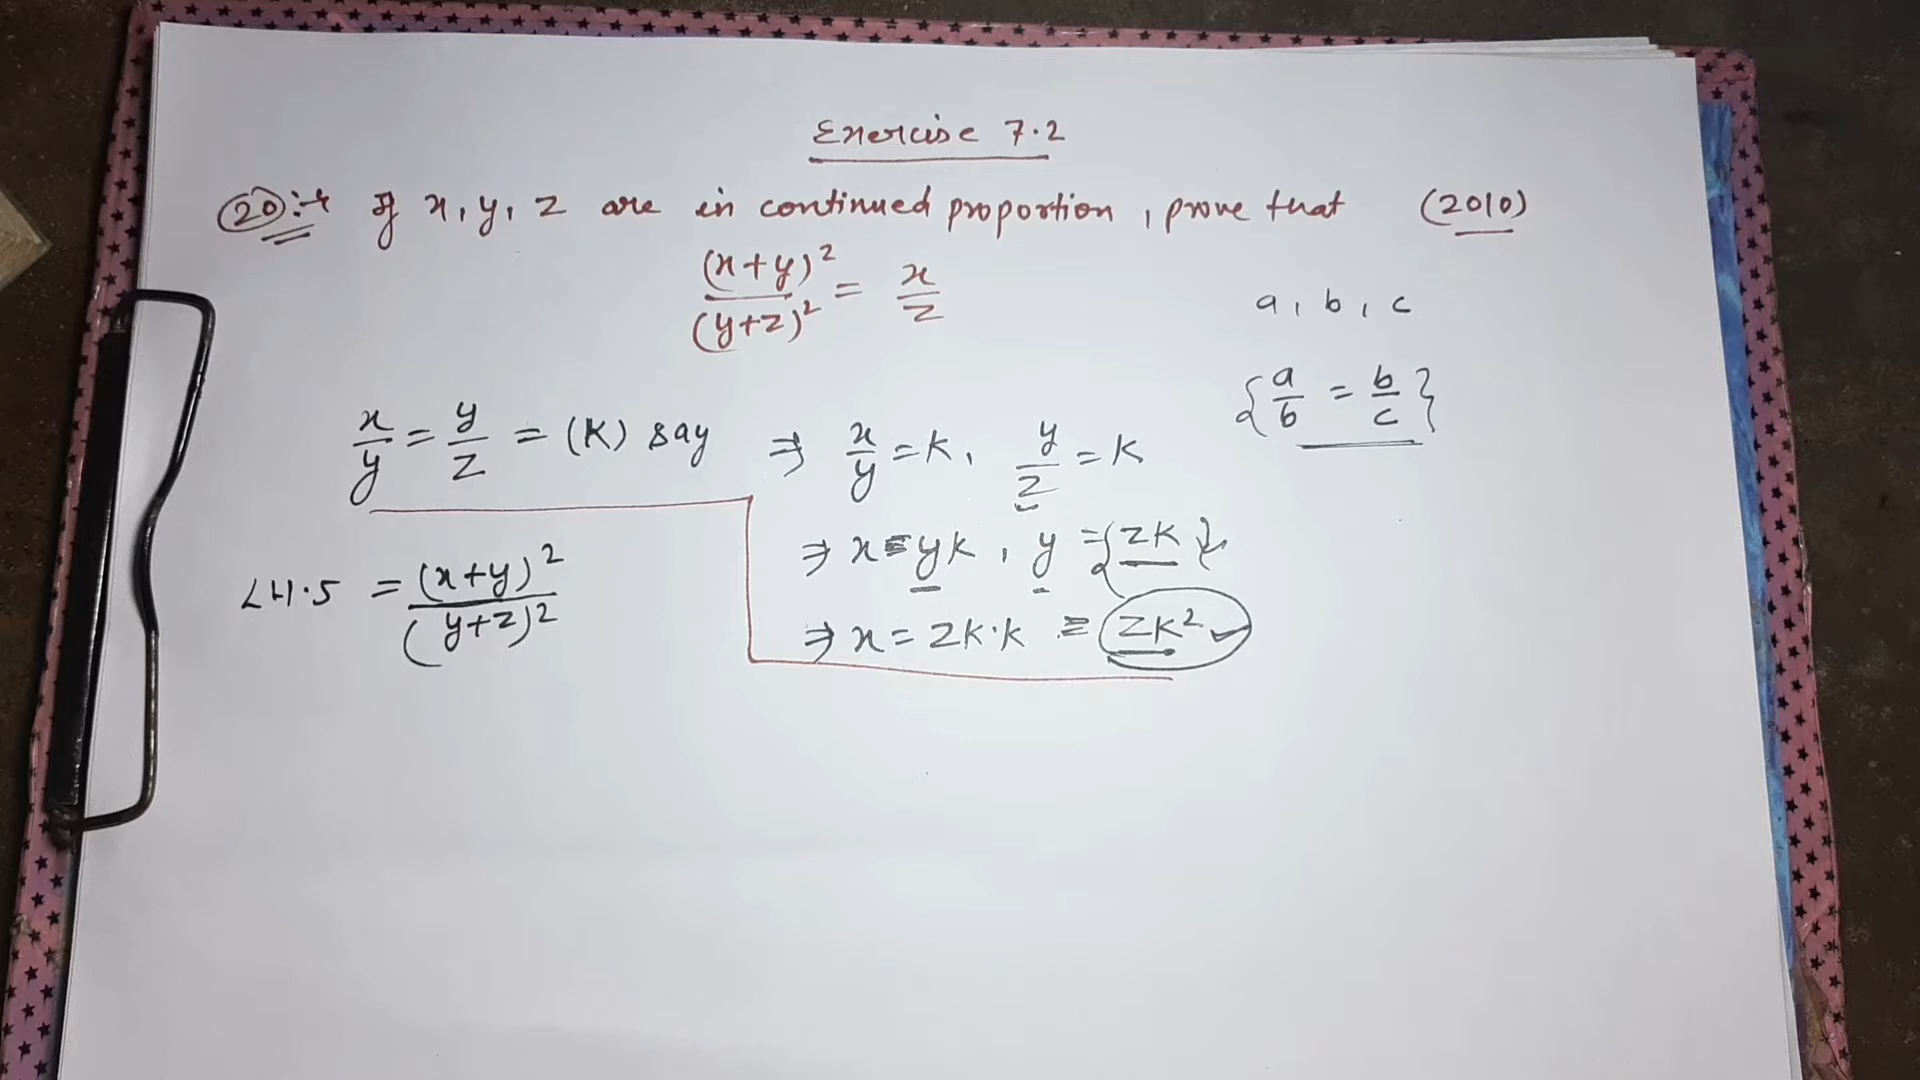 Exercise 7.2
(20):→ If x, y, z are in continued proportion, prove that (2010)
(x+y)² / (y+z)² = x/z
a, b, c
{a/b = b/c}
x/y = y/z = (K) say ⇒ x/y = K, y/z = K
⇒ x = yK, y = {zK}
⇒ x = zK·K = zK²
LH.S = (x+y)² / (y+z)²